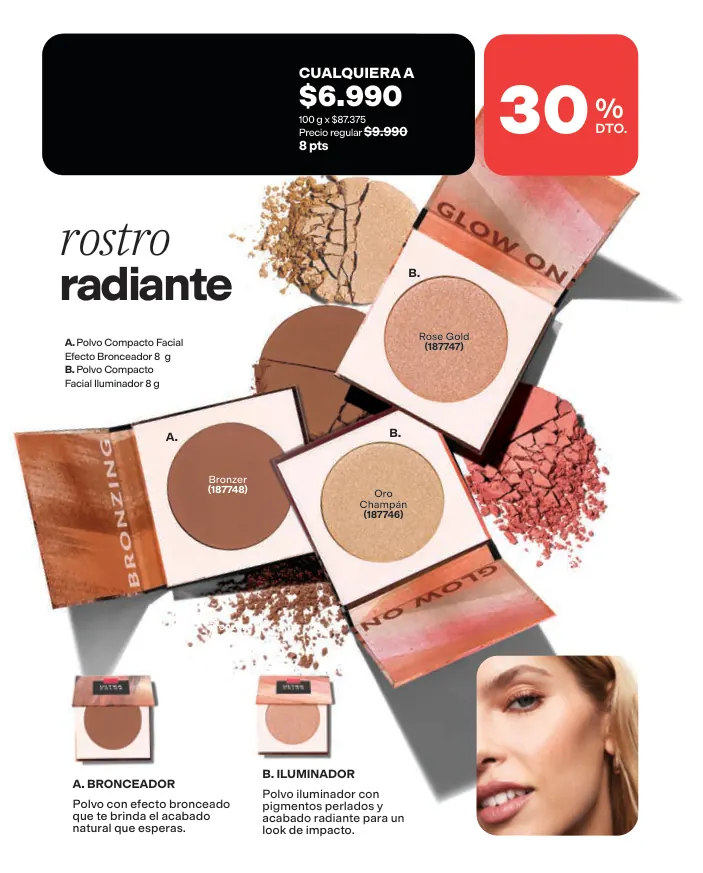 CUALQUIERA A
$6.990
100 g x $87.375
Precio regular $9.990
8 pts
30 %
DTO.
rostro
radiante
A. Polvo Compacto Facial
Efecto Bronceador 8 g
B. Polvo Compacto
Facial Iluminador 8 g
GLOW ON
B.
Rose Gold
(187747)
A.
BRONZING
Bronzer
(187748)
B.
Oro
Champán
(187746)
GLOW ON
A. BRONCEADOR
Polvo con efecto bronceado
que te brinda el acabado
natural que esperas.
B. ILUMINADOR
Polvo iluminador con
pigmentos perlados y
acabado radiante para un
look de impacto.